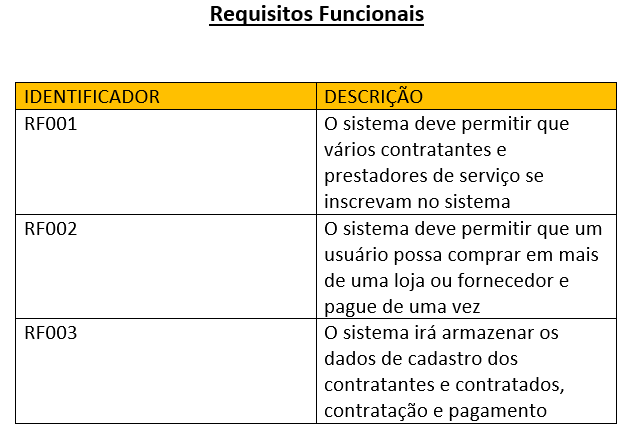 Requisitos Funcionais
IDENTIFICADOR DESCRIÇÃO
RF001 O sistema deve permitir que
vários contratantes e
prestadores de serviço se
inscrevam no sistema
RF002 O sistema deve permitir que um
usuário possa comprar em mais
de uma loja ou fornecedor e
pague de uma vez
RF003 O sistema irá armazenar os
dados de cadastro dos
contratantes e contratados,
contratação e pagamento